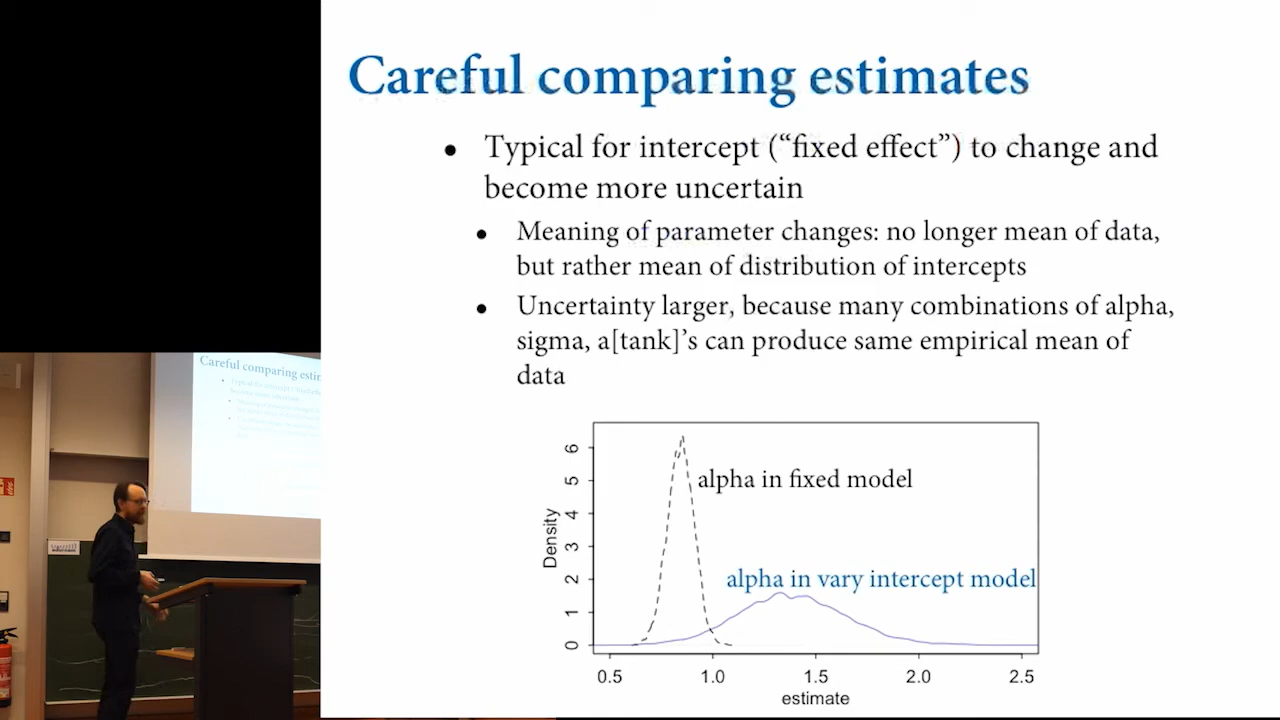 Careful comparing estimates
• Typical for intercept (“fixed effect”) to change and
become more uncertain
• Meaning of parameter changes: no longer mean of data,
but rather mean of distribution of intercepts
• Uncertainty larger, because many combinations of alpha,
sigma, a[tank]’s can produce same empirical mean of
data
alpha in fixed model
alpha in vary intercept model
Density
0 1 2 3 4 5 6
0.5 1.0 1.5 2.0 2.5
estimate
Careful comparing estim